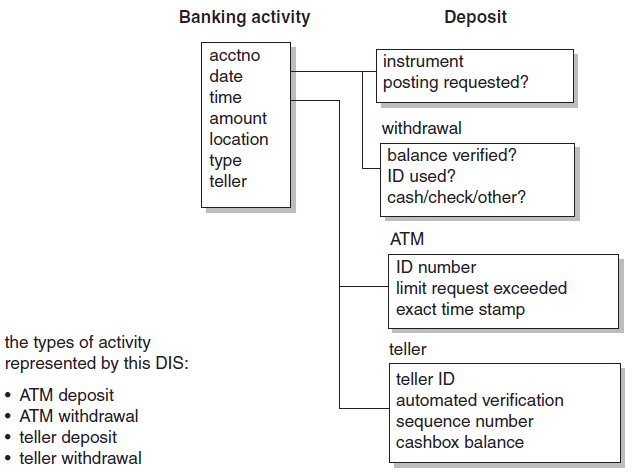 Banking activity
Deposit
acctno
date
time
amount
location
type
teller
instrument
posting requested?
withdrawal
balance verified?
ID used?
cash/check/other?
ATM
ID number
limit request exceeded
exact time stamp
teller
teller ID
automated verification
sequence number
cashbox balance
the types of activity
represented by this DIS:
• ATM deposit
• ATM withdrawal
• teller deposit
• teller withdrawal